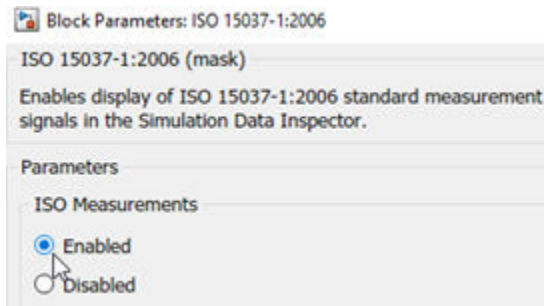 Block Parameters: ISO 15037-1:2006
ISO 15037-1:2006 (mask)
Enables display of ISO 15037-1:2006 standard measurement
signals in the Simulation Data Inspector.
Parameters
ISO Measurements
Enabled
Disabled